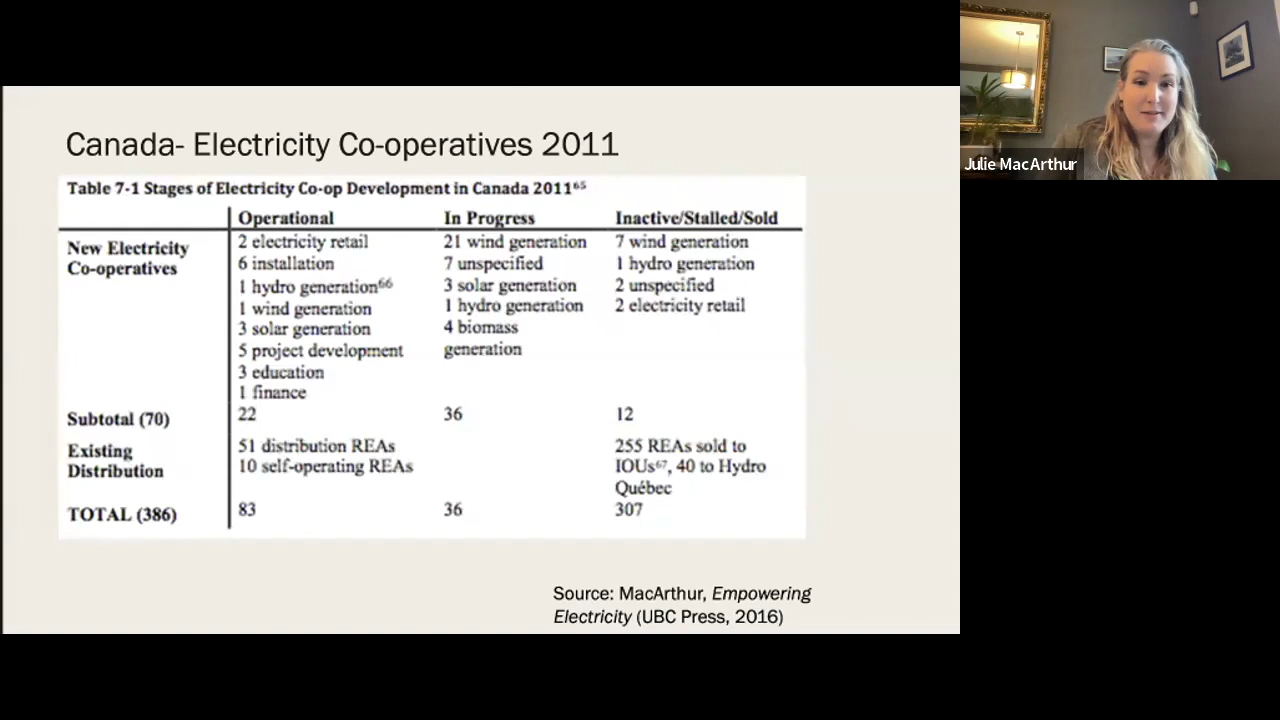 Canada- Electricity Co-operatives 2011
Table 7-1 Stages of Electricity Co-op Development in Canada 2011⁶⁵
Operational In Progress Inactive/Stalled/Sold
New Electricity Co-operatives
2 electricity retail
6 installation
1 hydro generation⁶⁶
1 wind generation
3 solar generation
5 project development
3 education
1 finance
21 wind generation
7 unspecified
3 solar generation
1 hydro generation
4 biomass
generation
7 wind generation
1 hydro generation
2 unspecified
2 electricity retail
Subtotal (70) 22 36 12
Existing
Distribution
51 distribution REAs
10 self-operating REAs
255 REAs sold to
IOUs⁶⁷, 40 to Hydro
Québec
TOTAL (386) 83 36 307
Source: MacArthur, Empowering
Electricity (UBC Press, 2016)
Julie MacArthur